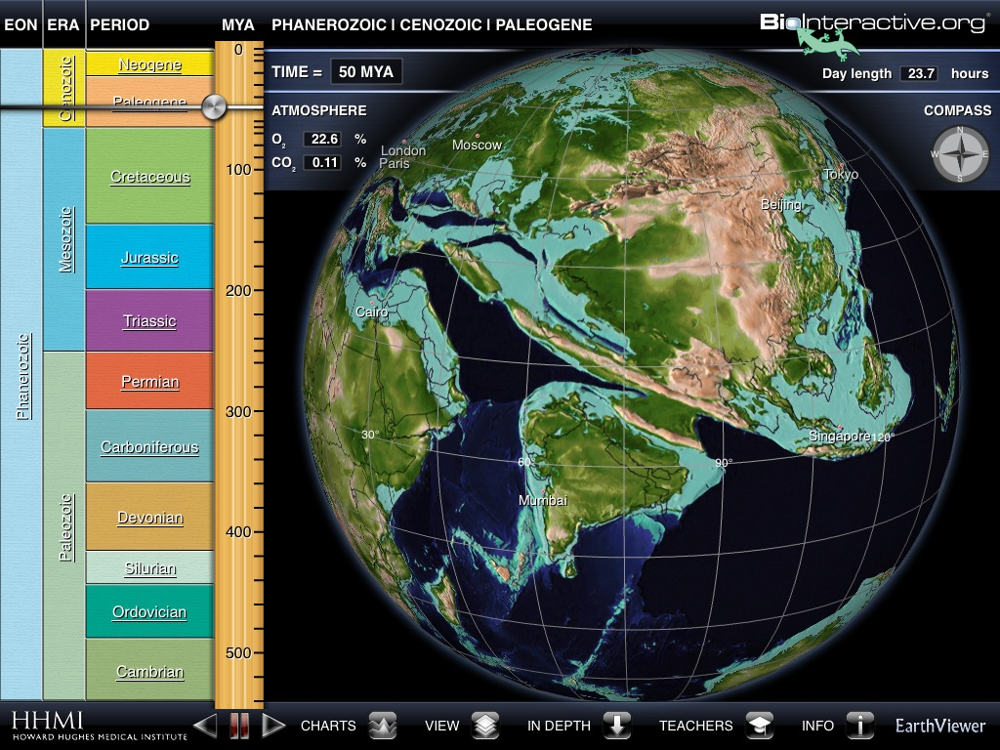 EON ERA PERIOD MYA PHANEROZOIC | CENOZOIC | PALEOGENE
BioInteractive.org
TIME = 50 MYA
Day length 23.7 hours
ATMOSPHERE
O2 22.6 %
CO2 0.11 %
COMPASS
N
W E
S
Phanerozoic
Cenozoic
Mesozoic
Paleozoic
Neogene
Paleogene
Cretaceous
Jurassic
Triassic
Permian
Carboniferous
Devonian
Silurian
Ordovician
Cambrian
0
100
200
300
400
500
London
Paris
Moscow
Tokyo
Beijing
Cairo
Singapore
Mumbai
30°
60°
90°
120°
HHMI
HOWARD HUGHES MEDICAL INSTITUTE
CHARTS VIEW IN DEPTH TEACHERS INFO EarthViewer